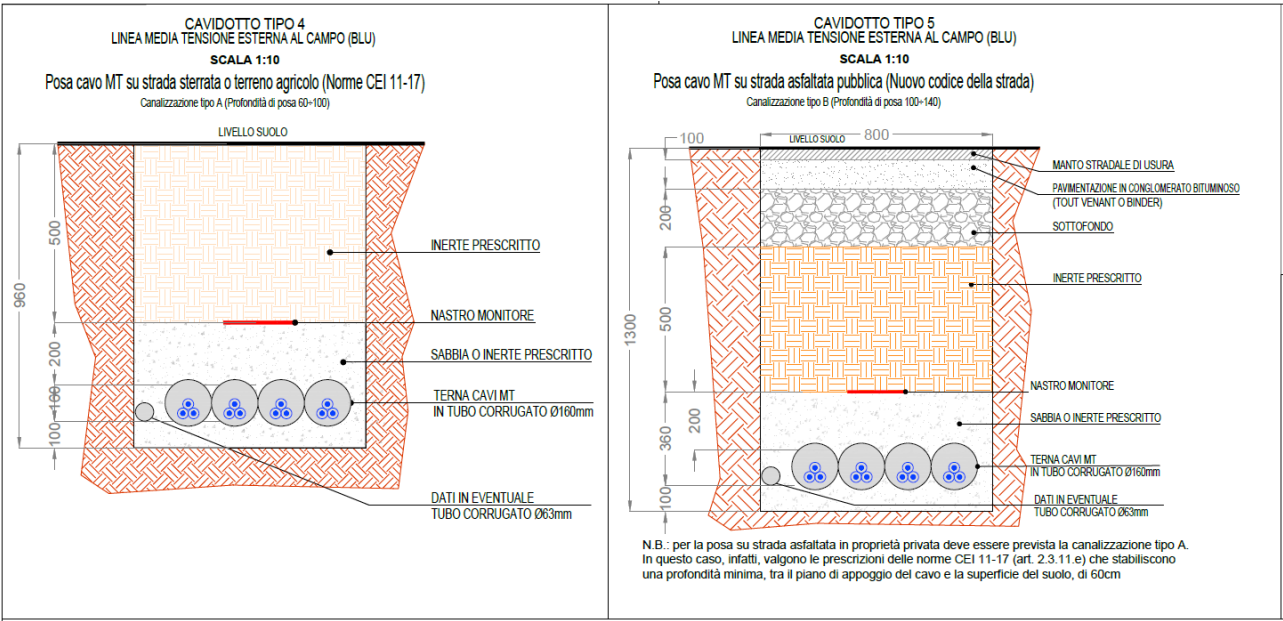 CAVIDOTTO TIPO 4
LINEA MEDIA TENSIONE ESTERNA AL CAMPO (BLU)
SCALA 1:10
Posa cavo MT su strada sterrata o terreno agricolo (Norme CEI 11-17)
Canalizzazione tipo A (Profondità di posa 60÷100)
LIVELLO SUOLO
500
960
200
100
INERTE PRESCRITTO
NASTRO MONITORE
SABBIA O INERTE PRESCRITTO
TERNA CAVI MT
IN TUBO CORRUGATO Ø160mm
DATI IN EVENTUALE
TUBO CORRUGATO Ø63mm
CAVIDOTTO TIPO 5
LINEA MEDIA TENSIONE ESTERNA AL CAMPO (BLU)
SCALA 1:10
Posa cavo MT su strada asfaltata pubblica (Nuovo codice della strada)
Canalizzazione tipo B (Profondità di posa 100÷140)
100
LIVELLO SUOLO
800
200
500
1300
360
200
100
MANTO STRADALE DI USURA
PAVIMENTAZIONE IN CONGLOMERATO BITUMINOSO
(TOUT VENANT O BINDER)
SOTTOFONDO
INERTE PRESCRITTO
NASTRO MONITORE
SABBIA O INERTE PRESCRITTO
TERNA CAVI MT
IN TUBO CORRUGATO Ø160mm
DATI IN EVENTUALE
TUBO CORRUGATO Ø63mm
N.B.: per la posa su strada asfaltata in proprietà privata deve essere prevista la canalizzazione tipo A.
In questo caso, infatti, valgono le prescrizioni delle norme CEI 11-17 (art. 2.3.11.e) che stabiliscono
una profondità minima, tra il piano di appoggio del cavo e la superficie del suolo, di 60cm